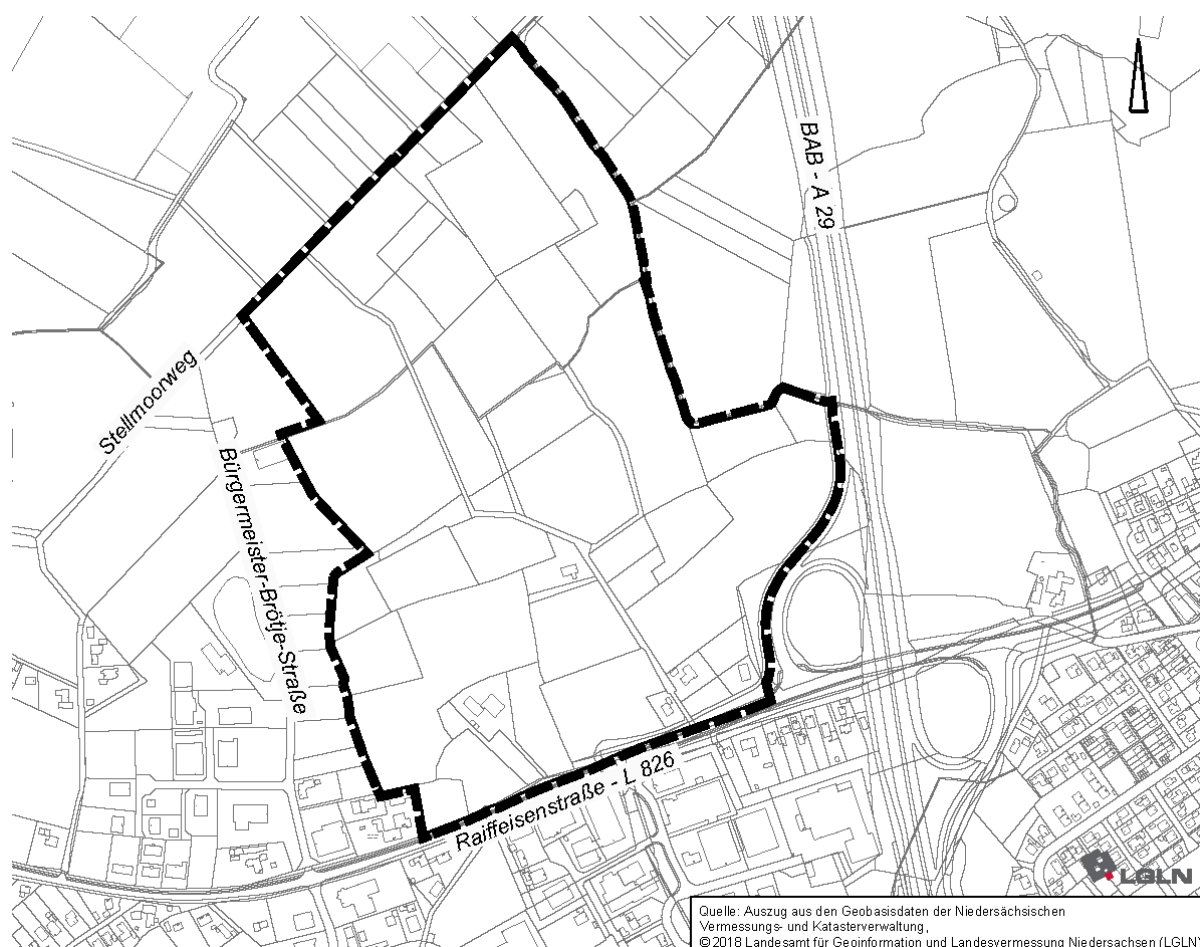 BAB - A 29
Stellmoorweg
Bürgermeister-Brötje-Straße
Raiffeisenstraße - L 826
LGLN
Quelle: Auszug aus den Geobasisdaten der Niedersächsischen
Vermessungs- und Katasterverwaltung,
© 2018 Landesamt für Geoinformation und Landesvermessung Niedersachsen (LGLN)